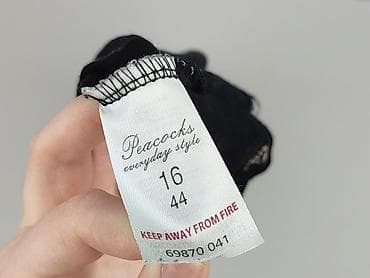 Peacocks
everyday style
16
44
KEEP AWAY FROM FIRE
69870 041